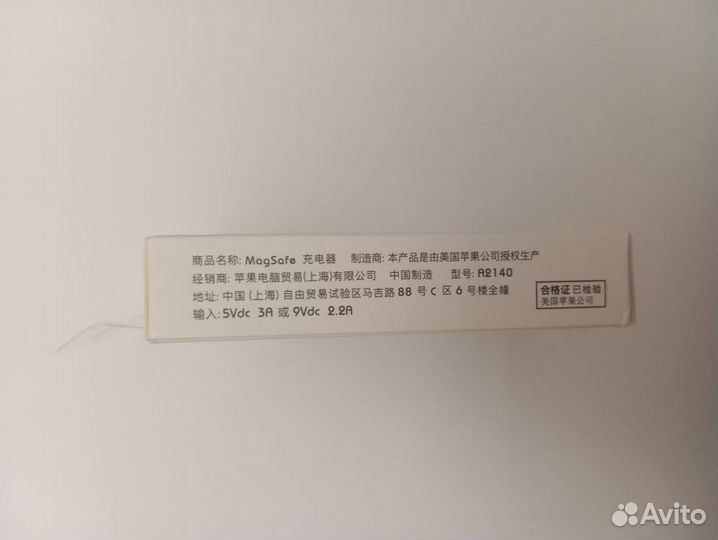 商品名称: MagSafe 充电器 制造商: 本产品是由美国苹果公司授权生产
经销商: 苹果电脑贸易(上海)有限公司 中国制造 型号: A2140
地址: 中国 (上海) 自由贸易试验区马吉路 88 号 C 区 6 号楼全幢
输入: 5Vdc 3A 或 9Vdc 2.2A
合格证 已检验
美国苹果公司
Avito